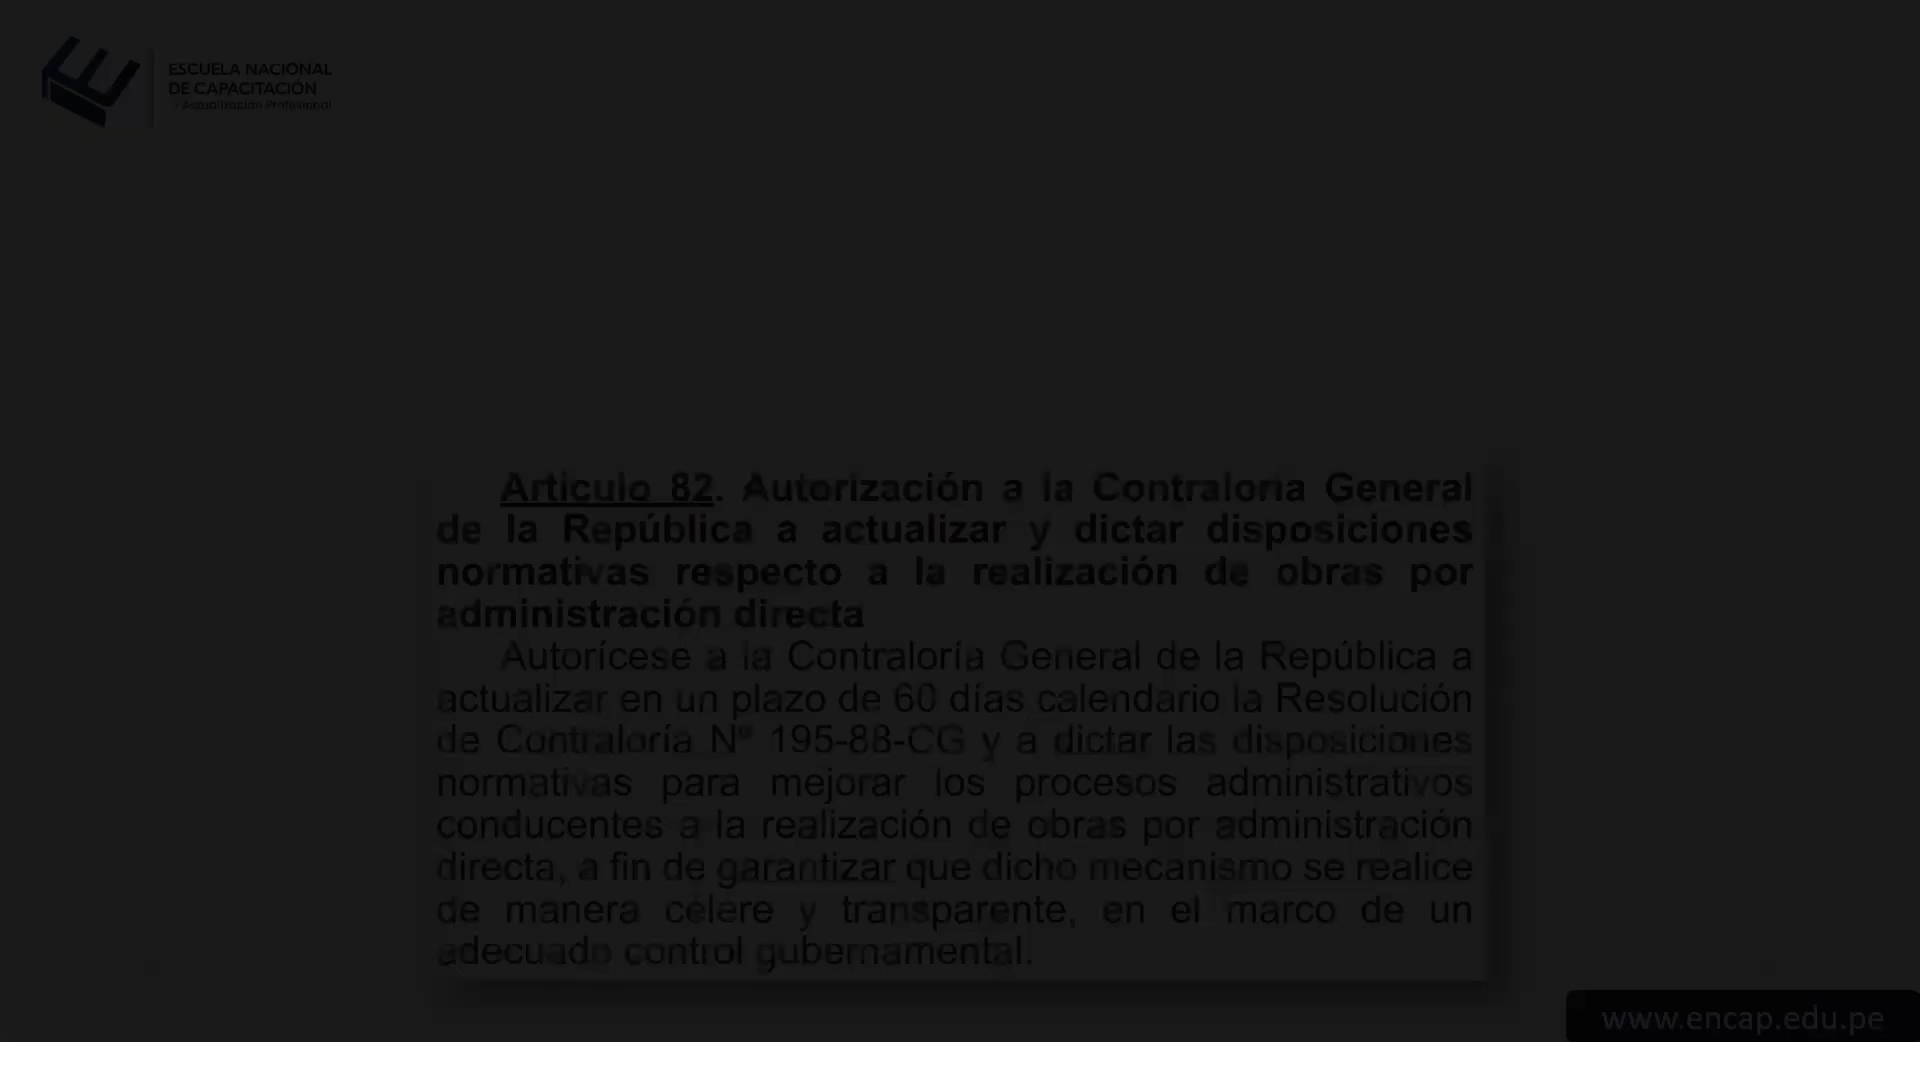 ESCUELA NACIONAL
DE CAPACITACIÓN
y Actualización Profesional
Artículo 82. Autorización a la Contraloría General
de la República a actualizar y dictar disposiciones
normativas respecto a la realización de obras por
administración directa
Autorícese a la Contraloría General de la República a
actualizar en un plazo de 60 días calendario la Resolución
de Contraloría Nº 195-88-CG y a dictar las disposiciones
normativas para mejorar los procesos administrativos
conducentes a la realización de obras por administración
directa, a fin de garantizar que dicho mecanismo se realice
de manera célere y transparente, en el marco de un
adecuado control gubernamental.
www.encap.edu.pe